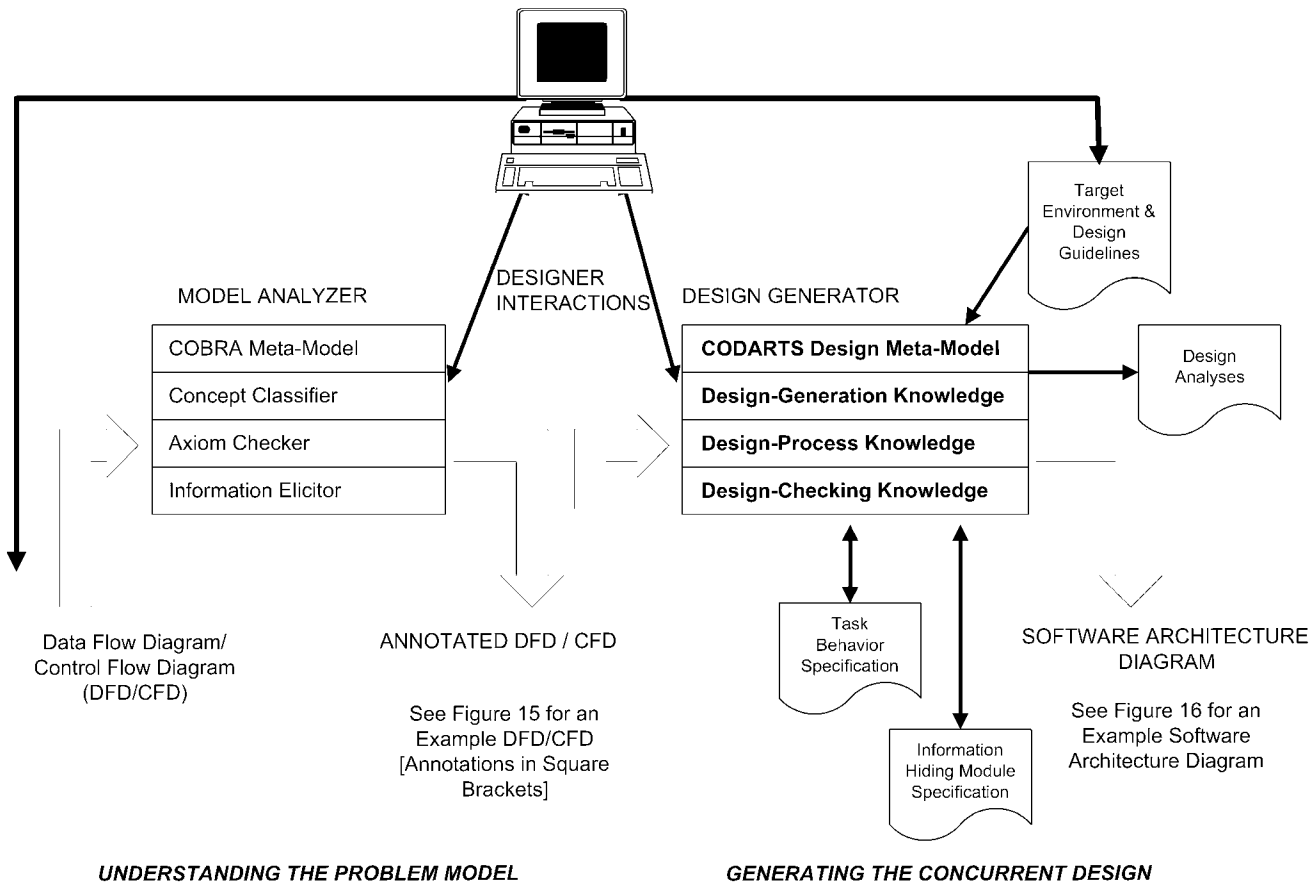 Target
Environment &
Design
Guidelines
DESIGNER
INTERACTIONS
MODEL ANALYZER
DESIGN GENERATOR
COBRA Meta-Model
Concept Classifier
Axiom Checker
Information Elicitor
CODARTS Design Meta-Model
Design-Generation Knowledge
Design-Process Knowledge
Design-Checking Knowledge
Design
Analyses
Data Flow Diagram/
Control Flow Diagram
(DFD/CFD)
ANNOTATED DFD / CFD
See Figure 15 for an
Example DFD/CFD
[Annotations in Square
Brackets]
Task
Behavior
Specification
Information
Hiding Module
Specification
SOFTWARE ARCHITECTURE
DIAGRAM
See Figure 16 for an
Example Software
Architecture Diagram
UNDERSTANDING THE PROBLEM MODEL
GENERATING THE CONCURRENT DESIGN